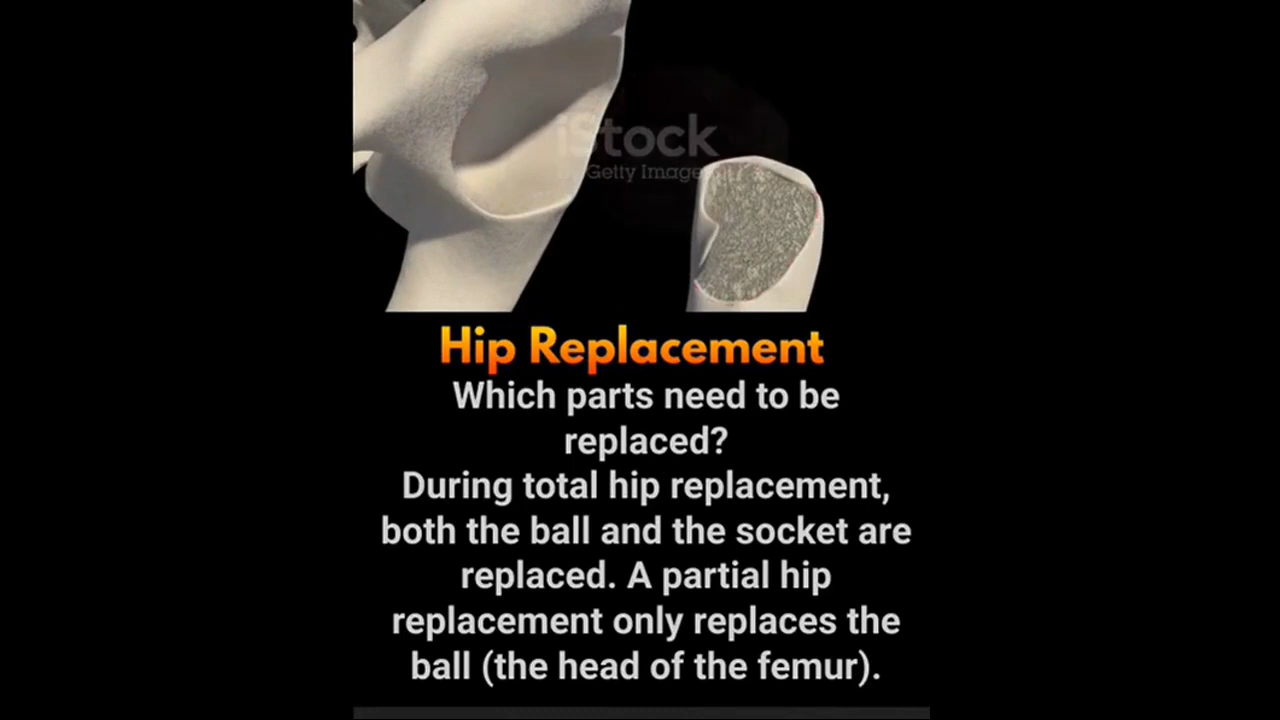 iStock
by Getty Images
Hip Replacement
Which parts need to be
replaced?
During total hip replacement,
both the ball and the socket are
replaced. A partial hip
replacement only replaces the
ball (the head of the femur).